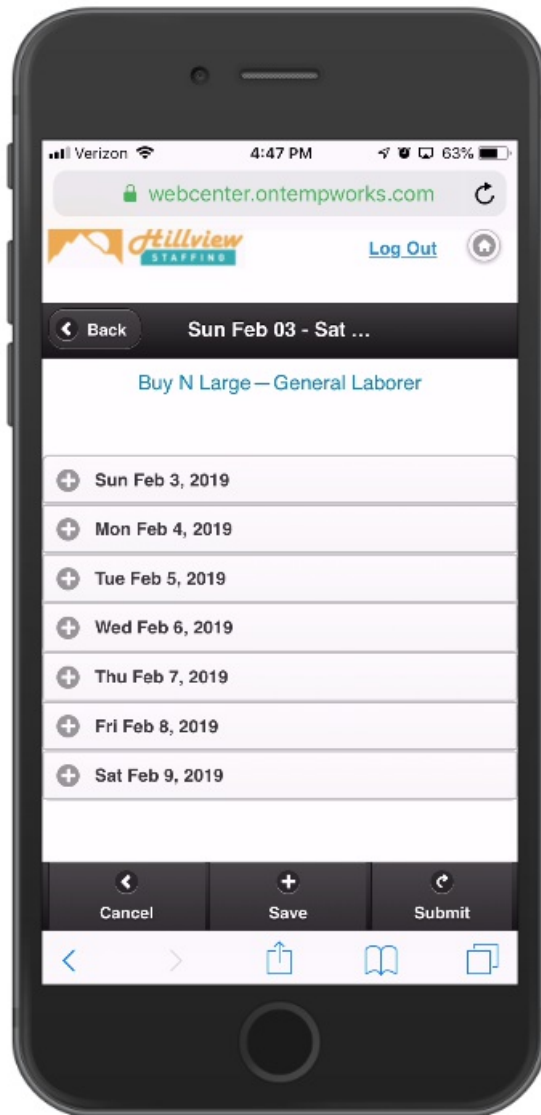 Verizon 4:47 PM 63%
webcenter.ontempworks.com
Hillview
STAFFING
Log Out
Back Sun Feb 03 - Sat ...
Buy N Large — General Laborer
Sun Feb 3, 2019
Mon Feb 4, 2019
Tue Feb 5, 2019
Wed Feb 6, 2019
Thu Feb 7, 2019
Fri Feb 8, 2019
Sat Feb 9, 2019
Cancel Save Submit